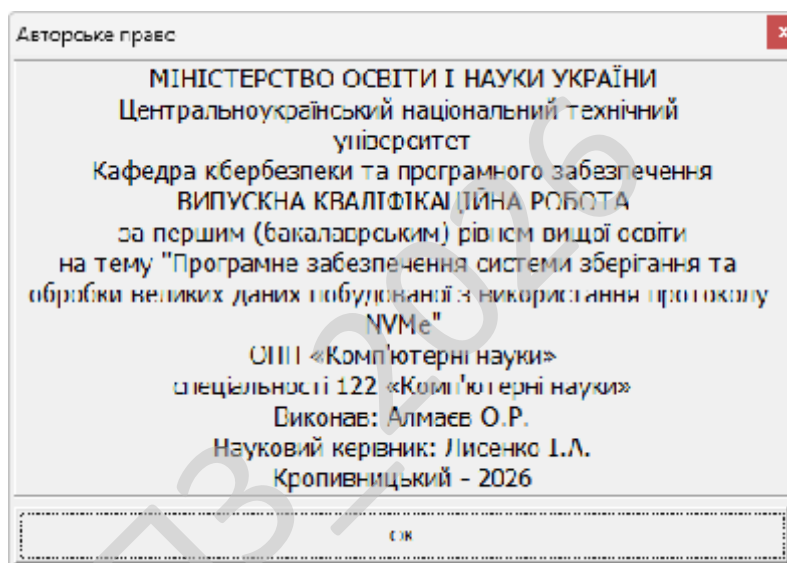 Авторське право
МІНІСТЕРСТВО ОСВІТИ І НАУКИ УКРАЇНИ
Центральноукраїнський національний технічний
університет
Кафедра кібербезпеки та програмного забезпечення
ВИПУСКНА КВАЛІФІКАЦІЙНА РОБОТА
за першим (бакалаврським) рівнем вищої освіти
на тему "Програмне забезпечення системи зберігання та
обробки великих даних побудованої з використання протоколу
NVMe"
ОПП «Комп'ютерні науки»
спеціальності 122 «Комп'ютерні науки»
Виконав: Алмаєв О.Р.
Науковий керівник: Лисенко І.А.
Кропивницький - 2026
ОК